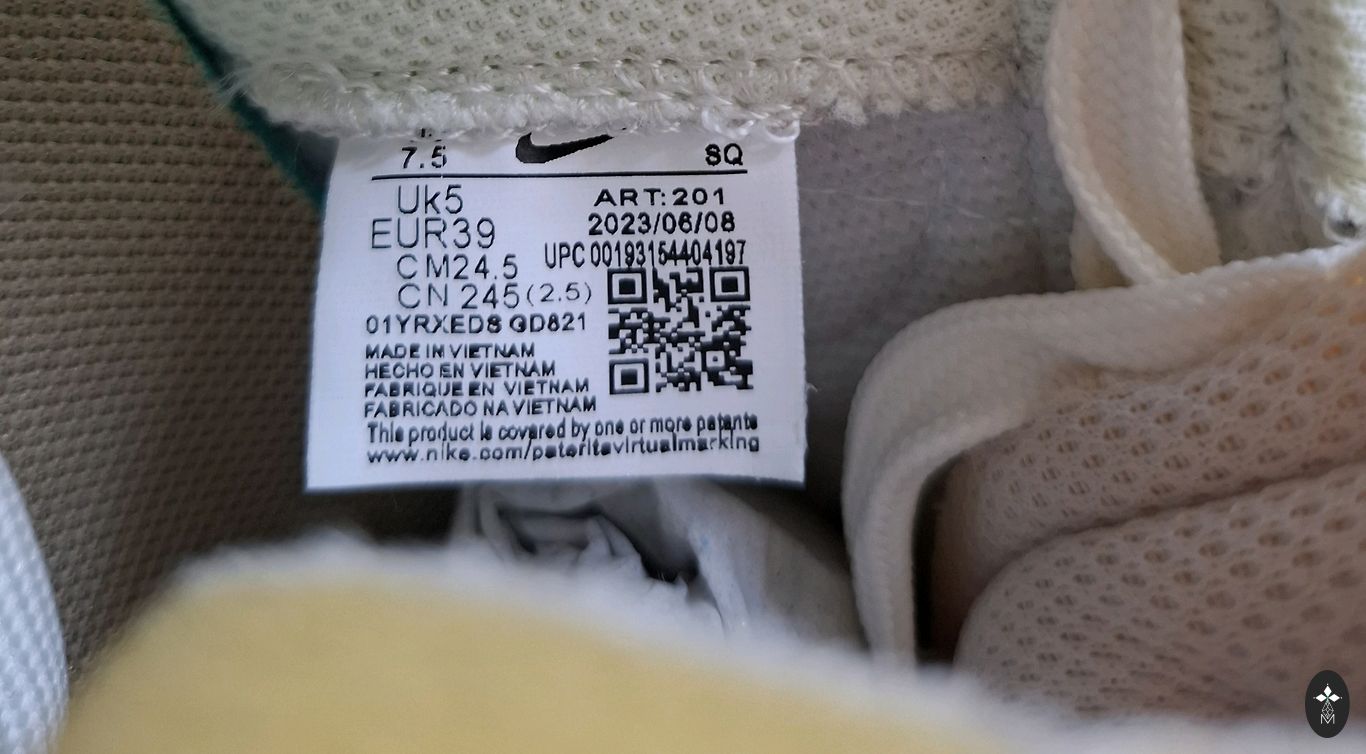 7.5 SQ
Uk5
EUR39
CM24.5
CN 245(2.5)
ART:201
2023/06/08
UPC 00193154404197
01YRXED8 GD821
MADE IN VIETNAM
HECHO EN VIETNAM
FABRIQUE EN VIETNAM
FABRICADO NA VIETNAM
This product is covered by one or more patents
www.nike.com/pateritavirtualmarking
M